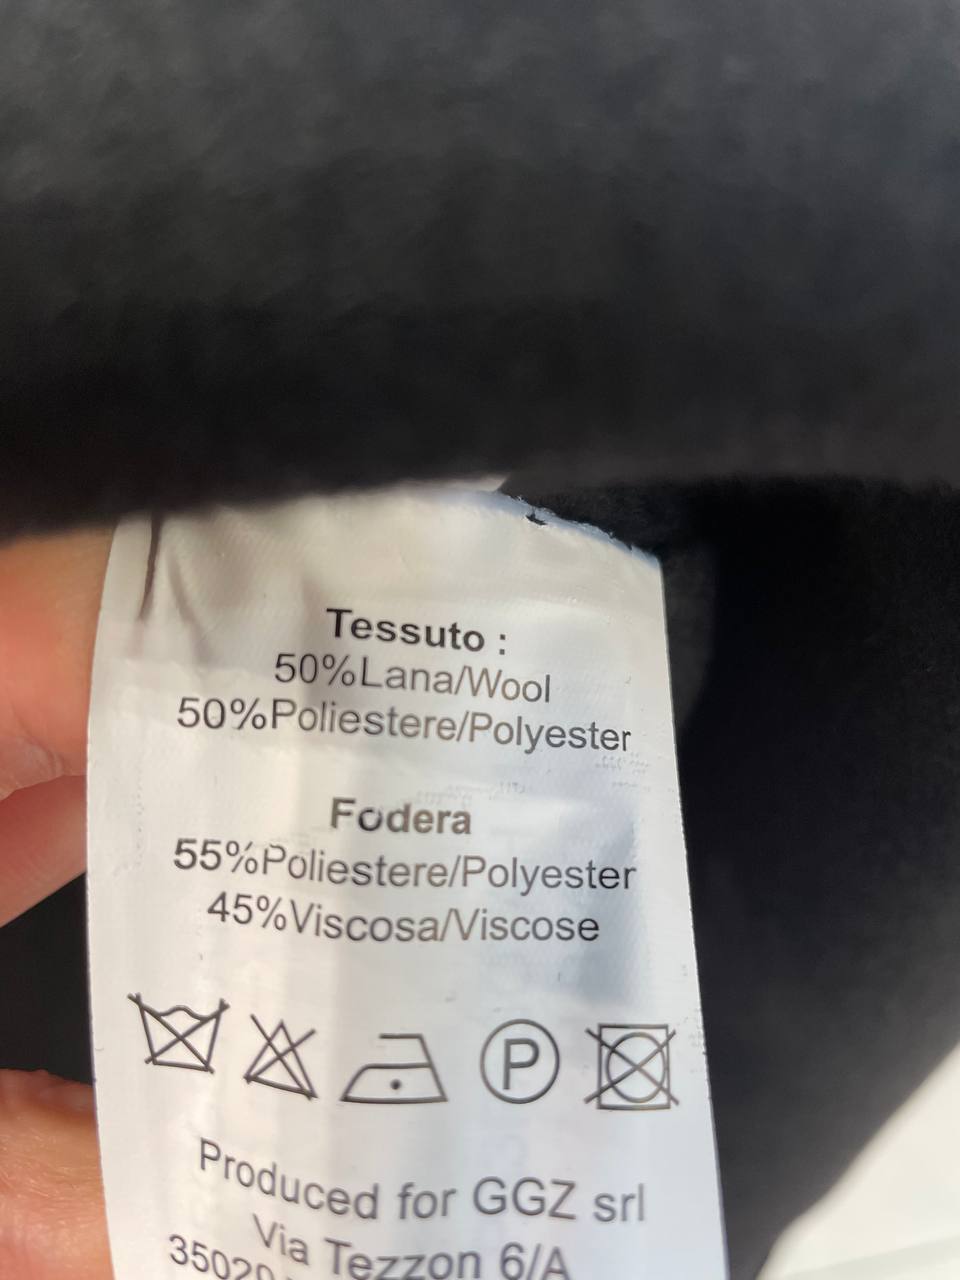 Tessuto :
50%Lana/Wool
50%Poliestere/Polyester
Fodera
55%Poliestere/Polyester
45%Viscosa/Viscose
P
Produced for GGZ srl
Via Tezzon 6/A
35020